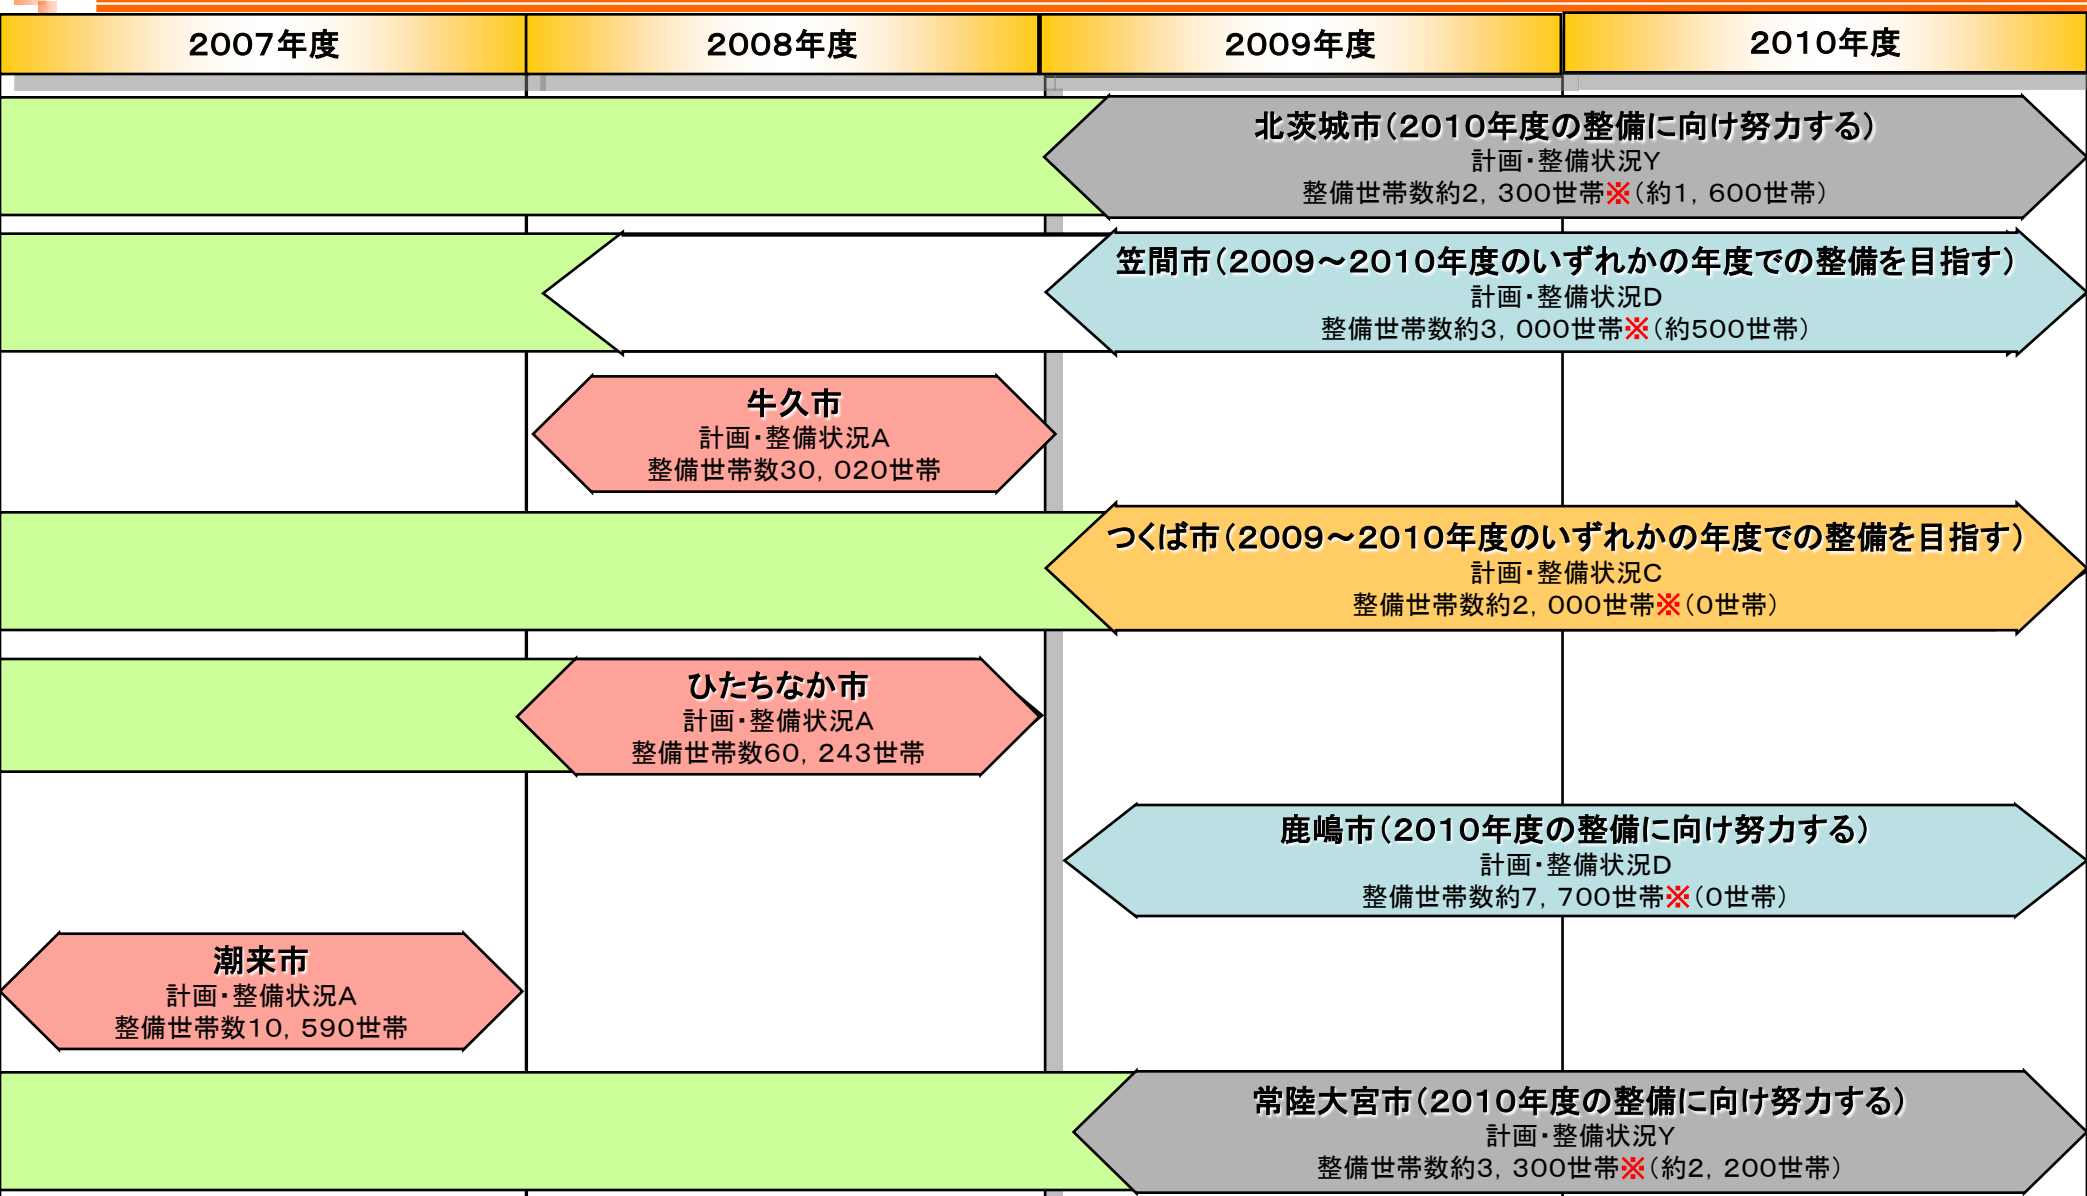 2007年度
2008年度
2009年度
2010年度
北茨城市(2010年度の整備に向け努力する)
計画・整備状況Y
整備世帯数約2,300世帯※(約1,600世帯)
笠間市(2009～2010年度のいずれかの年度での整備を目指す)
計画・整備状況D
整備世帯数約3,000世帯※(約500世帯)
牛久市
計画・整備状況A
整備世帯数30,020世帯
つくば市(2009～2010年度のいずれかの年度での整備を目指す)
計画・整備状況C
整備世帯数約2,000世帯※(0世帯)
ひたちなか市
計画・整備状況A
整備世帯数60,243世帯
鹿嶋市(2010年度の整備に向け努力する)
計画・整備状況D
整備世帯数約7,700世帯※(0世帯)
潮来市
計画・整備状況A
整備世帯数10,590世帯
常陸大宮市(2010年度の整備に向け努力する)
計画・整備状況Y
整備世帯数約3,300世帯※(約2,200世帯)